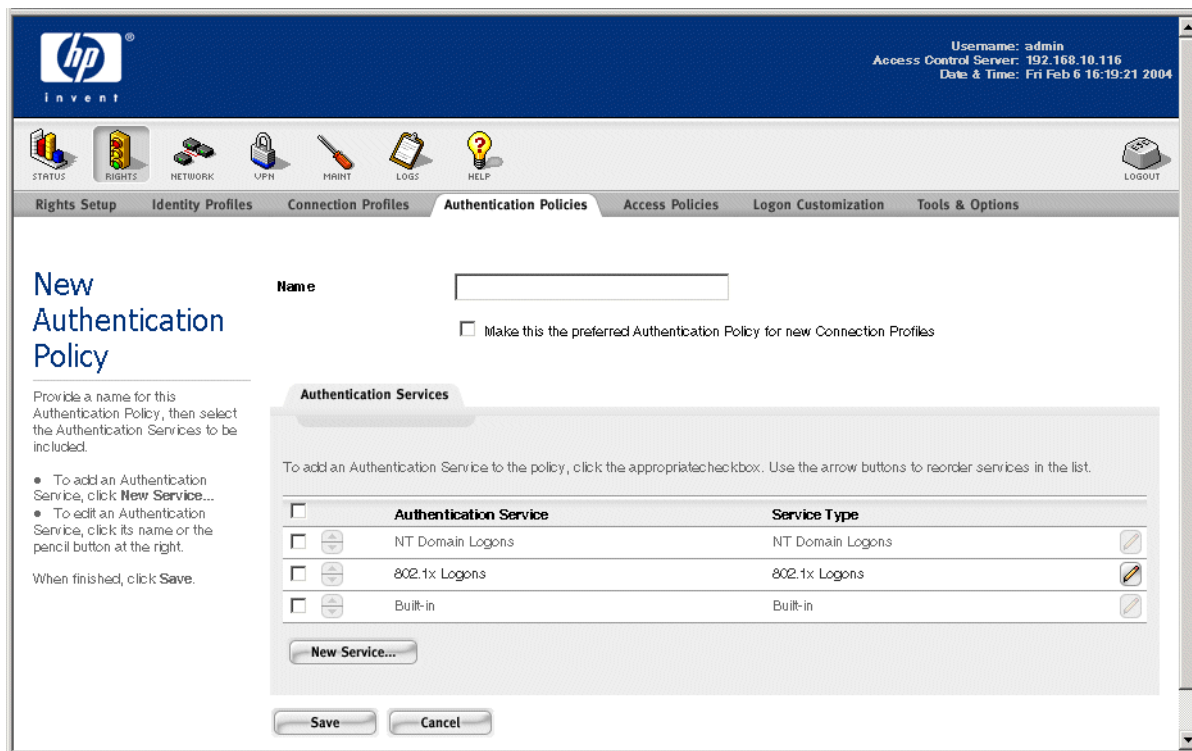 hp
®
invent
Username: admin
Access Control Server: 192.168.10.116
Date & Time: Fri Feb 6 16:19:21 2004
STATUS
RIGHTS
NETWORK
VPN
MAINT
LOGS
HELP
LOGOUT
Rights Setup
Identity Profiles
Connection Profiles
Authentication Policies
Access Policies
Logon Customization
Tools & Options
New
Authentication
Policy
Provide a name for this
Authentication Policy, then select
the Authentication Services to be
included.
● To add an Authentication
Service, click New Service...
● To edit an Authentication
Service, click its name or the
pencil button at the right.
When finished, click Save.
Name
Make this the preferred Authentication Policy for new Connection Profiles
Authentication Services
To add an Authentication Service to the policy, click the appropriatecheckbox. Use the arrow buttons to reorder services in the list.
Authentication Service Service Type
NT Domain Logons NT Domain Logons
802.1x Logons 802.1x Logons
Built-in Built-in
New Service...
Save
Cancel